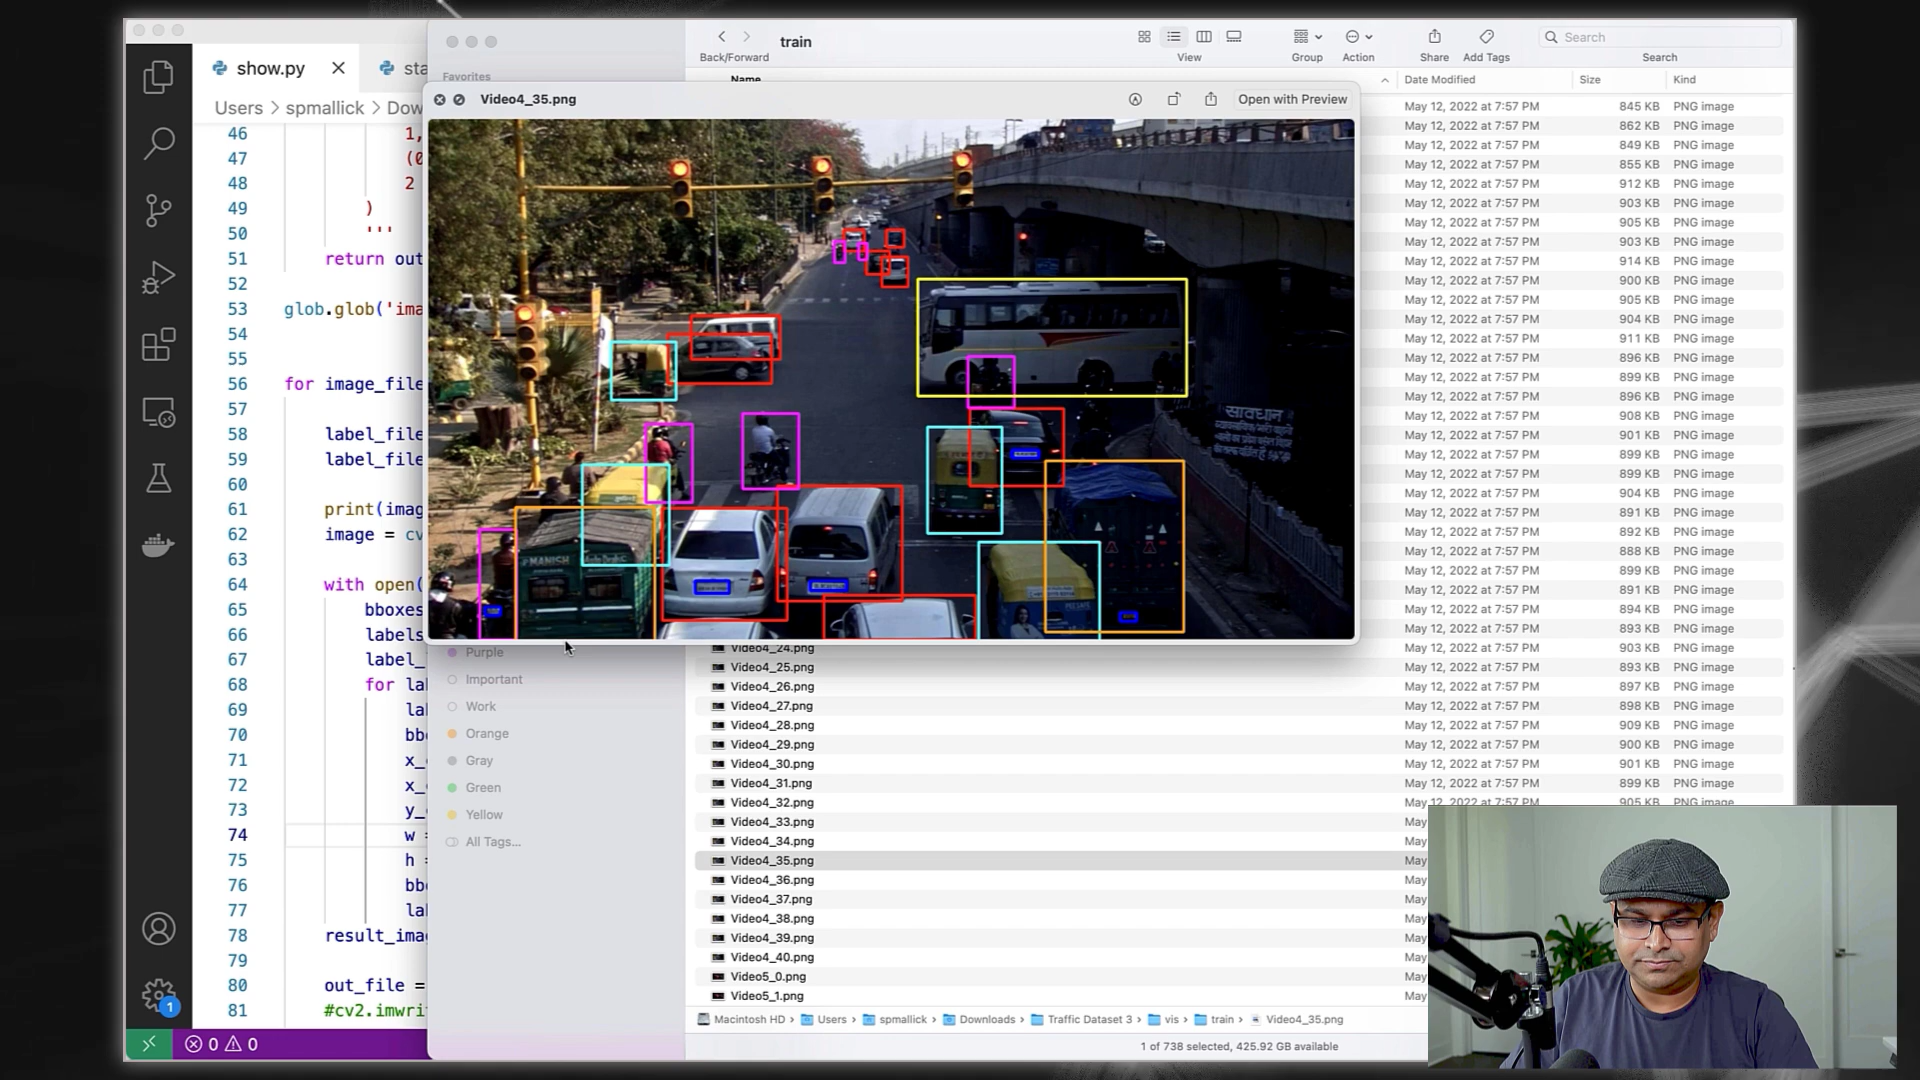 show.py
sta
Users > spmallick > Dow
46
1,
47
(0
48
2
49
)
50
'''
51
return out
52
53
glob.glob('ima
54
55
56
for image_file
57
58
label_file
59
label_file
60
61
print(imag
62
image = cv
63
64
with open(
65
bboxes
66
labels
67
label_
68
for la
69
la
70
bb
71
x_
72
x_
73
y_
74
w =
75
h =
76
bb
77
la
78
result_ima
79
80
out_file =
81
#cv2.imwri
1
0 0
Favorites
Back/Forward
train
View
Group
Action
Share
Add Tags
Search
Search
Name
Date Modified
Size
Kind
Video4_35.png
Open with Preview
MANISH
सावधान
May 12, 2022 at 7:57 PM 845 KB PNG image
May 12, 2022 at 7:57 PM 862 KB PNG image
May 12, 2022 at 7:57 PM 849 KB PNG image
May 12, 2022 at 7:57 PM 855 KB PNG image
May 12, 2022 at 7:57 PM 912 KB PNG image
May 12, 2022 at 7:57 PM 903 KB PNG image
May 12, 2022 at 7:57 PM 905 KB PNG image
May 12, 2022 at 7:57 PM 903 KB PNG image
May 12, 2022 at 7:57 PM 914 KB PNG image
May 12, 2022 at 7:57 PM 900 KB PNG image
May 12, 2022 at 7:57 PM 905 KB PNG image
May 12, 2022 at 7:57 PM 904 KB PNG image
May 12, 2022 at 7:57 PM 911 KB PNG image
May 12, 2022 at 7:57 PM 896 KB PNG image
May 12, 2022 at 7:57 PM 899 KB PNG image
May 12, 2022 at 7:57 PM 896 KB PNG image
May 12, 2022 at 7:57 PM 908 KB PNG image
May 12, 2022 at 7:57 PM 901 KB PNG image
May 12, 2022 at 7:57 PM 899 KB PNG image
May 12, 2022 at 7:57 PM 899 KB PNG image
May 12, 2022 at 7:57 PM 904 KB PNG image
May 12, 2022 at 7:57 PM 891 KB PNG image
May 12, 2022 at 7:57 PM 892 KB PNG image
May 12, 2022 at 7:57 PM 888 KB PNG image
May 12, 2022 at 7:57 PM 899 KB PNG image
May 12, 2022 at 7:57 PM 891 KB PNG image
May 12, 2022 at 7:57 PM 894 KB PNG image
May 12, 2022 at 7:57 PM 893 KB PNG image
Purple
Important
Work
Orange
Gray
Green
Yellow
All Tags...
Video4_24.png May 12, 2022 at 7:57 PM 903 KB PNG image
Video4_25.png May 12, 2022 at 7:57 PM 893 KB PNG image
Video4_26.png May 12, 2022 at 7:57 PM 897 KB PNG image
Video4_27.png May 12, 2022 at 7:57 PM 898 KB PNG image
Video4_28.png May 12, 2022 at 7:57 PM 909 KB PNG image
Video4_29.png May 12, 2022 at 7:57 PM 900 KB PNG image
Video4_30.png May 12, 2022 at 7:57 PM 901 KB PNG image
Video4_31.png May 12, 2022 at 7:57 PM 899 KB PNG image
Video4_32.png May 12, 2022 at 7:57 PM 905 KB PNG image
Video4_33.png May
Video4_34.png May
Video4_35.png May
Video4_36.png May
Video4_37.png May
Video4_38.png May
Video4_39.png May
Video4_40.png May
Video5_0.png May
Video5_1.png May
Macintosh HD > Users > spmallick > Downloads > Traffic Dataset 3 > vis > train > Video4_35.png
1 of 738 selected, 425.92 GB available